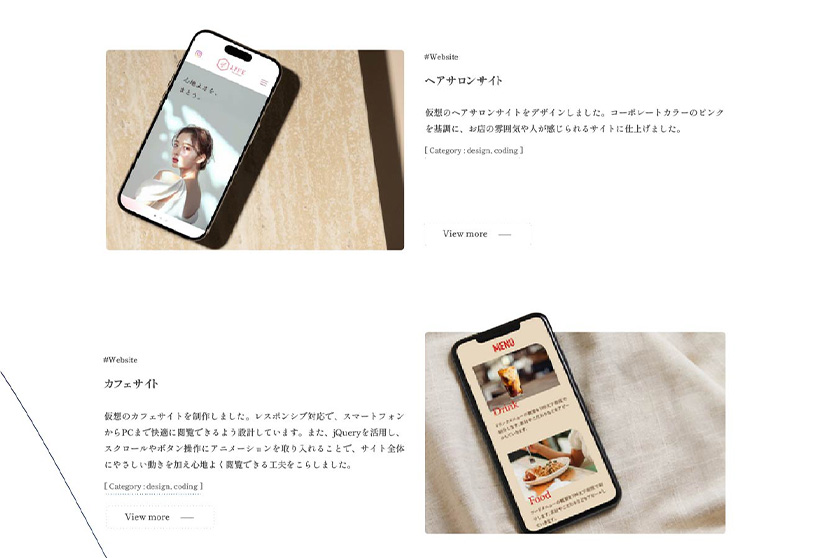 #Website
ヘアサロンサイト
仮想のヘアサロンサイトをデザインしました。コーポレートカラーのピンク
を基調に、お店の雰囲気や人が感じられるサイトに仕上げました。
[ Category : design, coding ]
View more
心地よさを、
まとう。
#Website
カフェサイト
仮想のカフェサイトを制作しました。レスポンシブ対応で、スマートフォン
からPCまで快適に閲覧できるよう設計しています。また、jQueryを活用し、
スクロールやボタン操作にアニメーションを取り入れることで、サイト全体
にやさしい動きを加え心地よく閲覧できる工夫をこらしました。
[ Category : design, coding ]
View more
MENU
Drink
Food